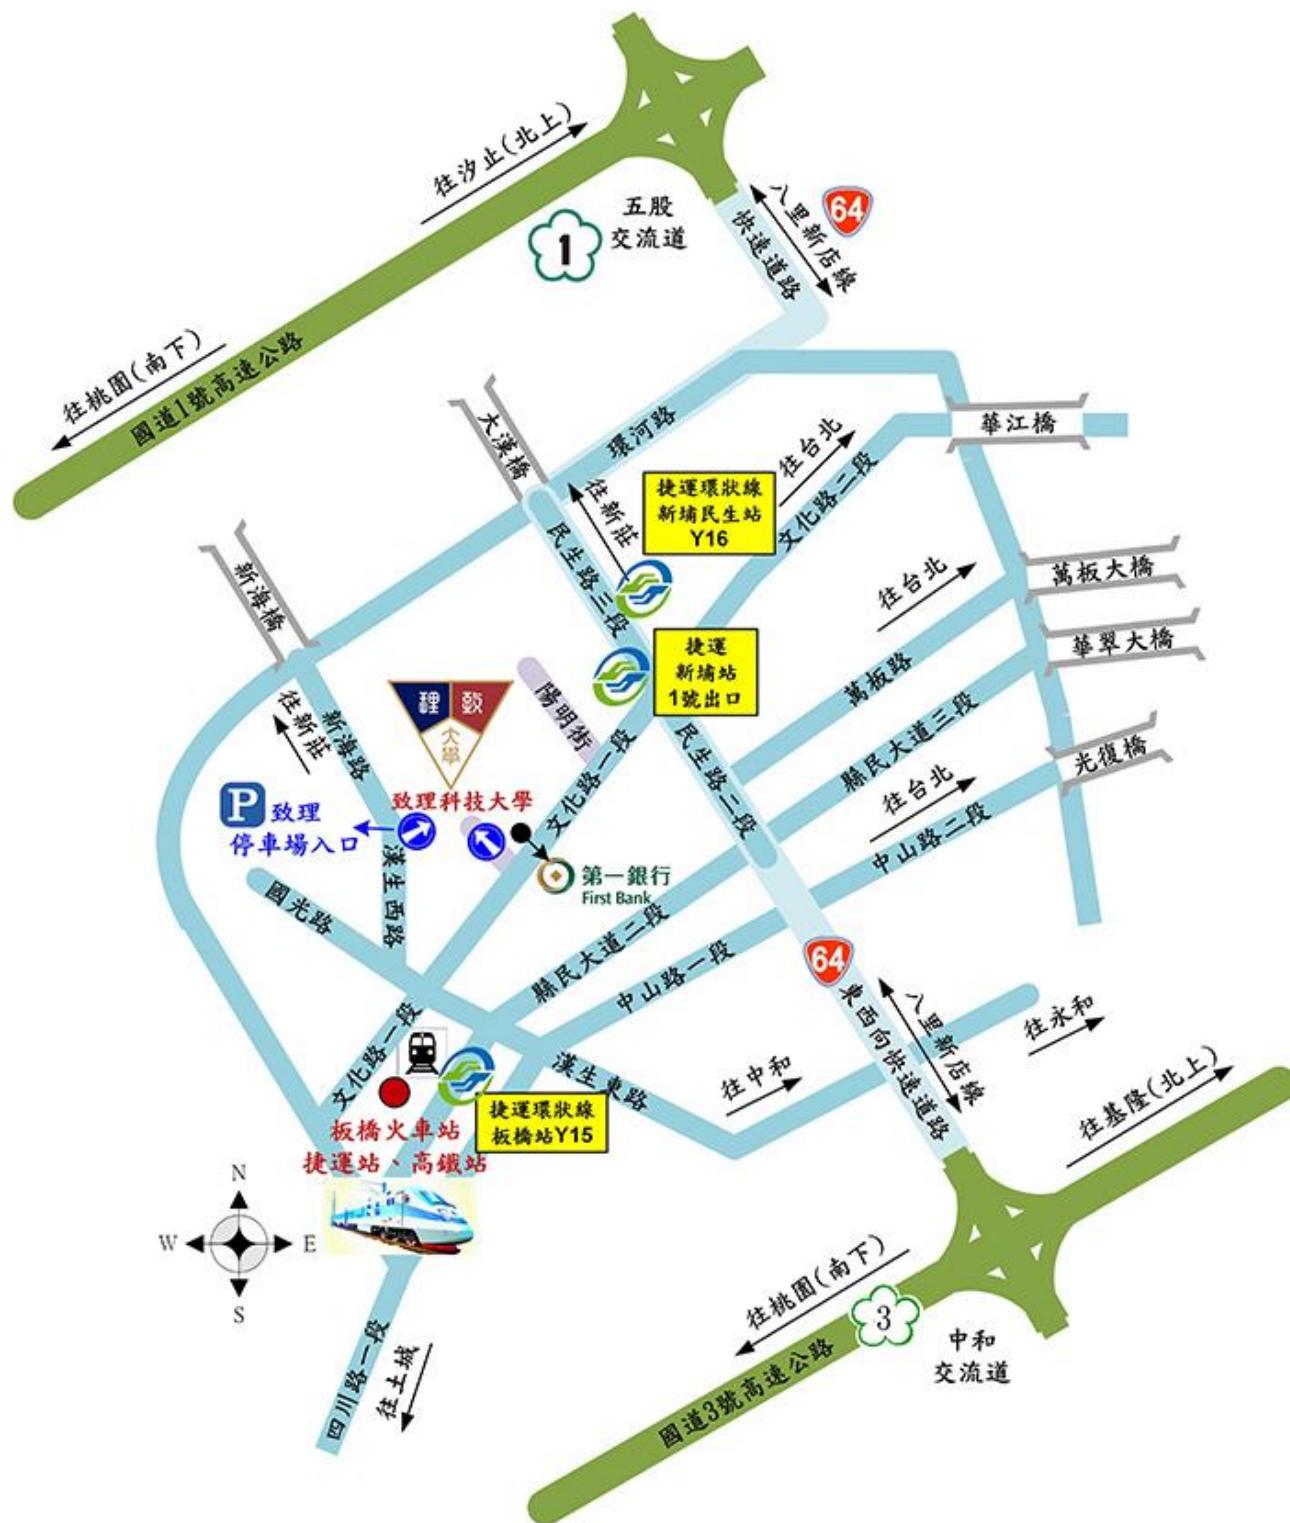 往汐止(北上)
64
八里新店線
快速道路
五股
交流道
1
往桃園(南下)
國道1號高速公路
大漢橋
環河路
往台北
文化路二段
華江橋
往新莊
捷運環狀線
新埔民生站
Y16
民生路三段
新海橋
往台北
萬板大橋
捷運
新埔站
1號出口
華翠大橋
萬板路
陽明街
往新莊
新海路
理
致
大學
文化路一段
民生路二段
縣民大道三段
光復橋
往台北
P
致理
停車場入口
致理科技大學
漢生西路
中山路二段
第一銀行
First Bank
國光路
縣民大道二段
中山路一段
64
東西向快速道路
八里新店線
文化路一段
漢生東路
往中和
往永和
捷運環狀線
板橋站Y15
板橋火車站
捷運站、高鐵站
往基隆(北上)
N
W
E
S
往桃園(南下)
3
中和
交流道
國道3號高速公路
四川路一段
往土城